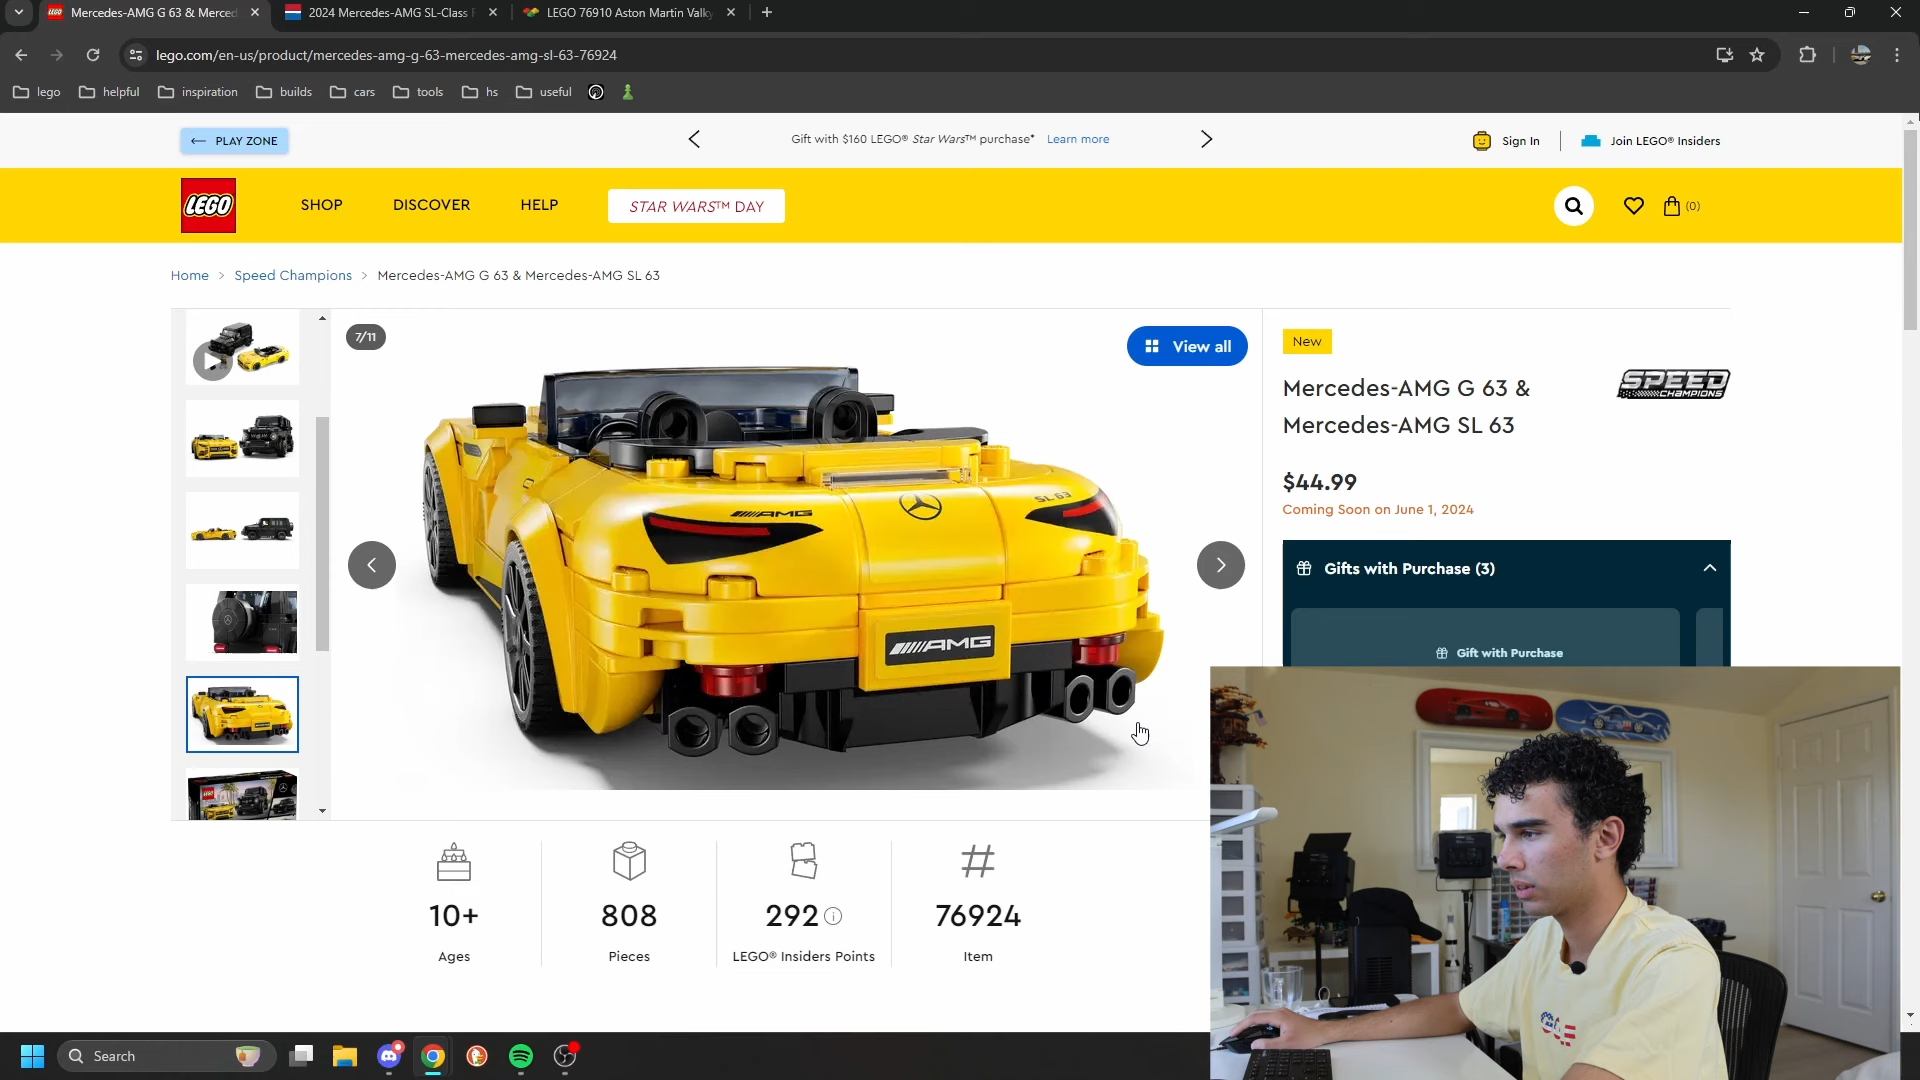 Mercedes-AMG G 63 & Merced
2024 Mercedes-AMG SL-Class
LEGO 76910 Aston Martin Valky
lego.com/en-us/product/mercedes-amg-g-63-mercedes-amg-sl-63-76924
lego
helpful
inspiration
builds
cars
tools
hs
useful
PLAY ZONE
Gift with $160 LEGO® Star Wars™ purchase* Learn more
Sign In
Join LEGO® Insiders
LEGO
SHOP
DISCOVER
HELP
STAR WARS™ DAY
(0)
Home > Speed Champions > Mercedes-AMG G 63 & Mercedes-AMG SL 63
7/11
View all
AMG
SL 63
AMG
New
SPEED
CHAMPIONS
Mercedes-AMG G 63 &
Mercedes-AMG SL 63
$44.99
Coming Soon on June 1, 2024
Gifts with Purchase (3)
Gift with Purchase
10+
Ages
808
Pieces
292
LEGO® Insiders Points
76924
Item
Search